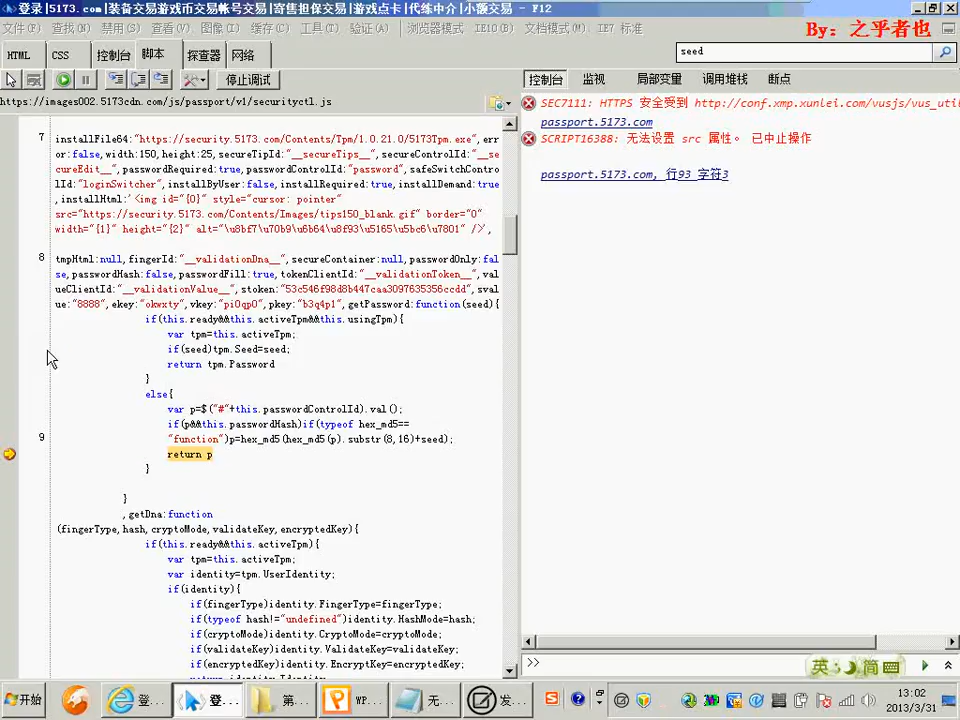 登录|5173.com|装备交易游戏币交易帐号交易|寄售担保交易|游戏点卡|代练中介|小额交易 - F12
文件(F) 查找(N) 禁用(S) 查看(V) 图像(I) 缓存(C) 工具(T) 验证(A) 浏览器模式 IE10(B) 文档模式(M) IE7 标准
By：之乎者也
HTML CSS 控制台 脚本 探查器 网络
seed
停止调试
控制台 监视 局部变量 调用堆栈 断点
https://images002.5173cdn.com/js/passport/v1/securityctl.js
SEC7111: HTTPS 安全受到 http://conf.xmp.xunlei.com/vusjs/vus_util
passport.5173.com
SCRIPT16388: 无法设置 src 属性。 已中止操作
passport.5173.com, 行93 字符3
7 installFile64:"https://security.5173.com/Contents/Tpm/1.0.21.0/5173Tpm.exe",err
or:false,width:150,height:25,secureTipId:"__secureTips__",secureControlId:"__se
cureEdit__",passwordRequired:true,passwordControlId:"password",safeSwitchContro
lId:"loginSwitcher",installByUser:false,installRequired:true,installDemand:true
,installHtml:'<img id="{0}" style="cursor: pointer"
src="https://security.5173.com/Contents/Images/tips150_blank.gif" border="0"
width="{1}" height="{2}" alt="\u8bf7\u70b9\u6b64\u8f93\u5165\u5bc6\u7801" />',
8 tmpHtml:null,fingerId:"__validationDna__",secureContainer:null,passwordOnly:fal
se,passwordHash:false,passwordFill:true,tokenClientId:"__validationToken__",val
ueClientId:"__validationValue__",stoken:"53c546f98d8b447caa3097635356ccdd",sval
ue:"8888",ekey:"okwxty",vkey:"pi0qp0",pkey:"b3q4p1",getPassword:function(seed){
if(this.ready&&this.activeTpm&&this.usingTpm){
var tpm=this.activeTpm;
if(seed)tpm.Seed=seed;
return tpm.Password
}
else{
var p=$("#"+this.passwordControlId).val();
if(p&&this.passwordHash)if(typeof hex_md5==
9 "function")p=hex_md5(hex_md5(p).substr(8,16)+seed);
return p
}
}
,getDna:function
(fingerType,hash,cryptoMode,validateKey,encryptedKey){
if(this.ready&&this.activeTpm){
var tpm=this.activeTpm;
var identity=tpm.UserIdentity;
if(identity){
if(fingerType)identity.FingerType=fingerType;
if(typeof hash!="undefined")identity.HashMode=hash;
if(cryptoMode)identity.CryptoMode=cryptoMode;
if(validateKey)identity.ValidateKey=validateKey;
if(encryptedKey)identity.EncryptKey=encryptedKey;
return identity.Identity
>>
英 简
开始 登... 登... 第... WP... 无... 发...
13:02
2013/3/31